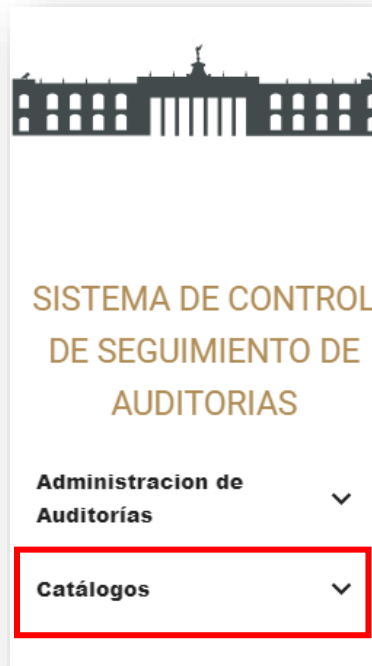 SISTEMA DE CONTROL
DE SEGUIMIENTO DE
AUDITORIAS
Administracion de
Auditorías
Catálogos